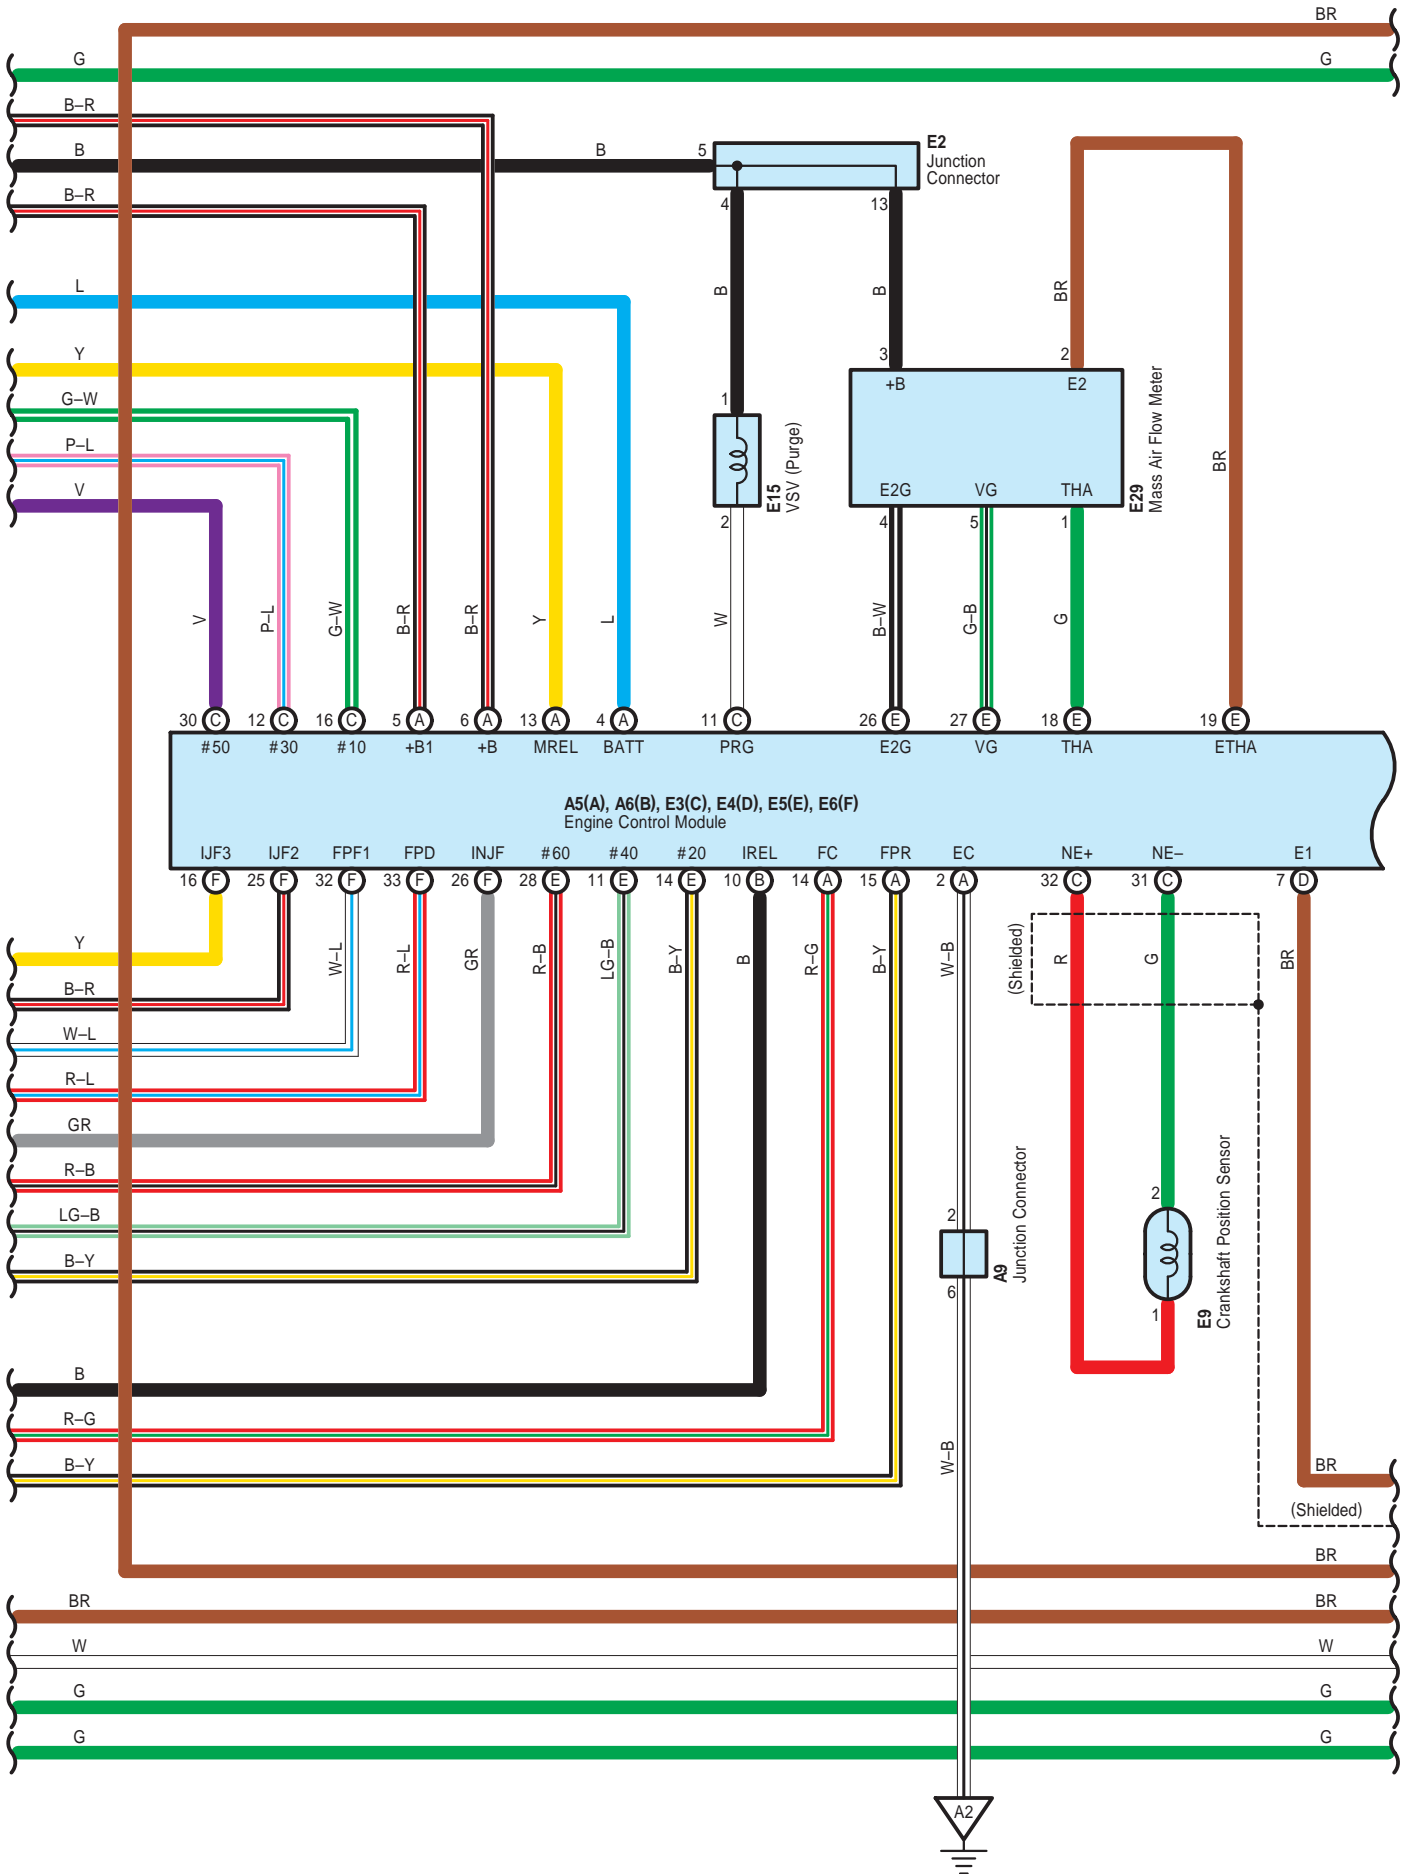 BR
G G
B–R
B B 5 E2
Junction
Connector
B–R 4 13
L B B BR
Y 3 2
+B E2
G–W 1
P–L VSV (Purge) BR Mass Air Flow Meter
V E15 E2G VG THA E29
2 4 5 1
V P–L G–W B–R B–R Y L W B–W G–B G
30 C 12 C 16 C 5 A 6 A 13 A 4 A 11 C 26 E 27 E 18 E 19 E
#50 #30 #10 +B1 +B MREL BATT PRG E2G VG THA ETHA
A5(A), A6(B), E3(C), E4(D), E5(E), E6(F)
Engine Control Module
IJF3 IJF2 FPF1 FPD INJF #60 #40 #20 IREL FC FPR EC NE+ NE– E1
16 F 25 F 32 F 33 F 26 F 28 E 11 E 14 E 10 B 14 A 15 A 2 A 32 C 31 C 7 D
Y W–L R–L GR R–B LG–B B–Y B R–G B–Y W–B (Shielded) R G BR
B–R
W–L
R–L
GR
R–B Junction Connector 2 Crankshaft Position Sensor
LG–B 2
B–Y A9
6 1 E9
B
R–G
B–Y W–B BR
(Shielded)
BR
BR BR
W W
G G
G G
A2